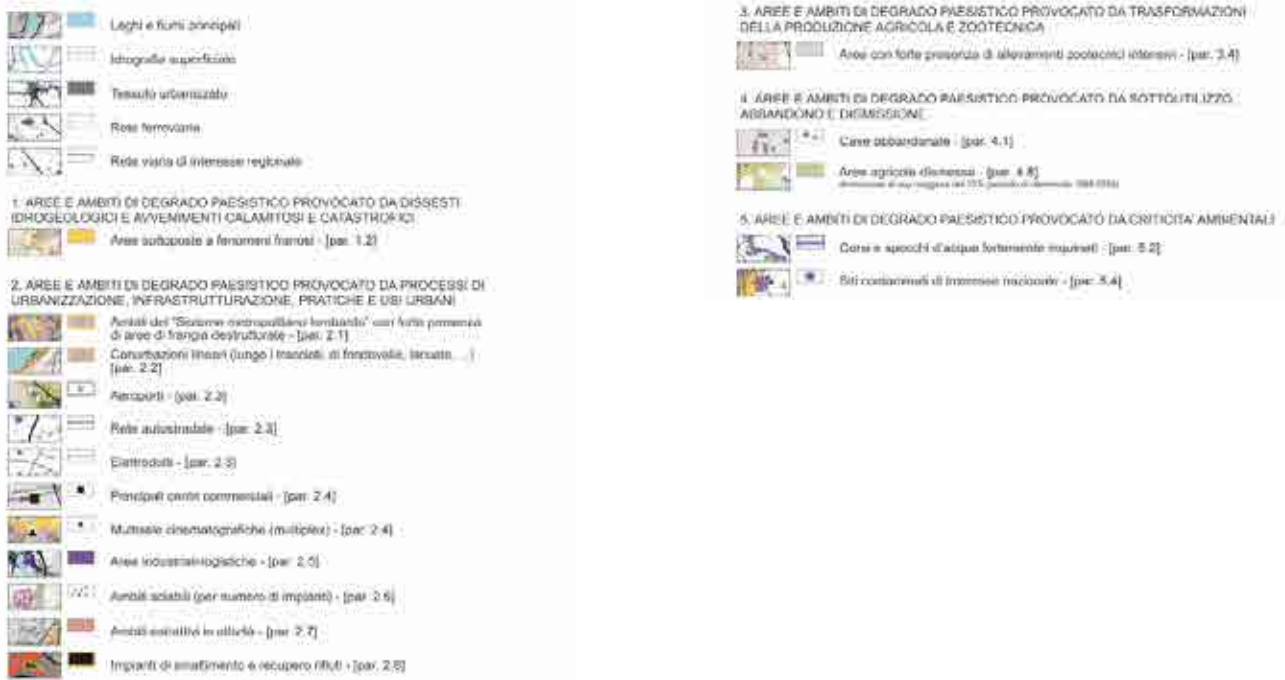 Laghi e fiumi principali
Idrografia superficiale
Tessuto urbanizzato
Rete ferroviaria
Rete viaria di interesse regionale
1. AREE E AMBITI DI DEGRADO PAESISTICO PROVOCATO DA DISSESTI
IDROGEOLOGICI E AVVENIMENTI CALAMITOSI E CATASTROFICI
Aree sottoposte a fenomeni franosi - [par. 1.2]
2. AREE E AMBITI DI DEGRADO PAESISTICO PROVOCATO DA PROCESSI DI
URBANIZZAZIONE, INFRASTRUTTURAZIONE, PRATICHE E USI URBANI
Ambiti del "Sistema metropolitano lombardo" con forte presenza
di aree di frangia destrutturate - [par. 2.1]
Conurbazioni lineari (lungo i tracciati, di fondovalle, lacuale, ...)
[par. 2.2]
Aeroporti - [par. 2.3]
Rete autostradale - [par. 2.3]
Elettrodotti - [par. 2.3]
Principali centri commerciali - [par. 2.4]
Multisale cinematografiche (multiplex) - [par. 2.4]
Aree industriali-logistiche - [par. 2.5]
Ambiti sciabili (per numero di impianti) - [par. 2.6]
Ambiti estrattivi in attività - [par. 2.7]
Impianti di smaltimento e recupero rifiuti - [par. 2.8]
3. AREE E AMBITI DI DEGRADO PAESISTICO PROVOCATO DA TRASFORMAZIONI
DELLA PRODUZIONE AGRICOLA E ZOOTECNICA
Aree con forte presenza di allevamenti zootecnici intensivi - [par. 3.4]
4. AREE E AMBITI DI DEGRADO PAESISTICO PROVOCATO DA SOTTOUTILIZZO,
ABBANDONO E DISMISSIONE
Cave abbandonate - [par. 4.1]
Aree agricole dismesse - [par. 4.8]
5. AREE E AMBITI DI DEGRADO PAESISTICO PROVOCATO DA CRITICITA' AMBIENTALI
Corsi e specchi d'acqua fortemente inquinati - [par. 5.2]
Siti contaminati di interesse nazionale - [par. 5.4]